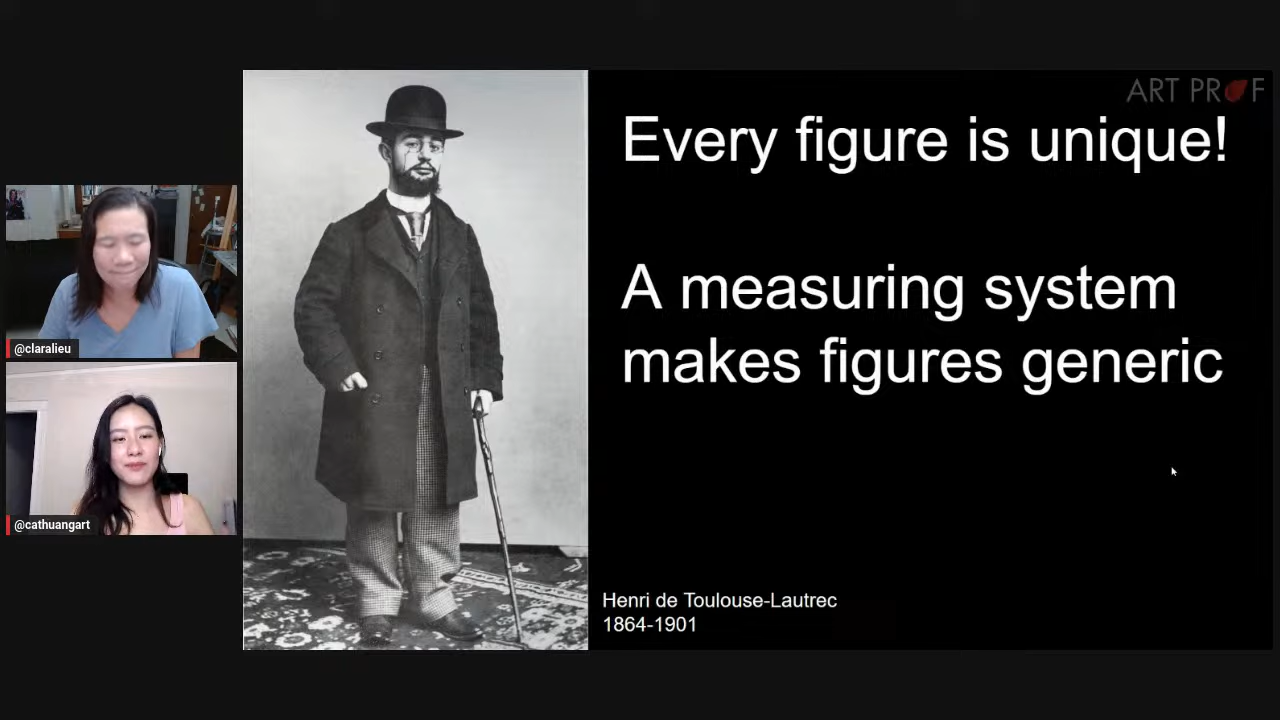 ART PROF
Every figure is unique!
A measuring system
makes figures generic
@claralieu
@cathuangart
Henri de Toulouse-Lautrec
1864-1901